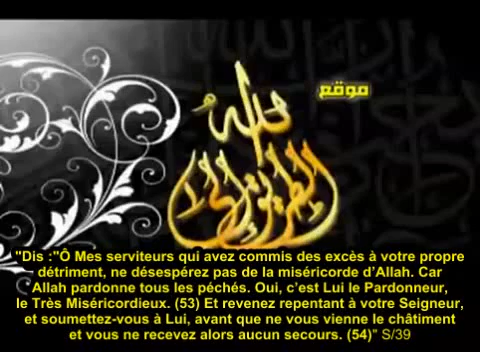 موقع
الطريق إلى الله
"Dis :"Ô Mes serviteurs qui avez commis des excès à votre propre
détriment, ne désespérez pas de la miséricorde d'Allah. Car
Allah pardonne tous les péchés. Oui, c'est Lui le Pardonneur,
le Très Miséricordieux. (53) Et revenez repentant à votre Seigneur,
et soumettez-vous à Lui, avant que ne vous vienne le châtiment
et vous ne recevez alors aucun secours. (54)" S/39